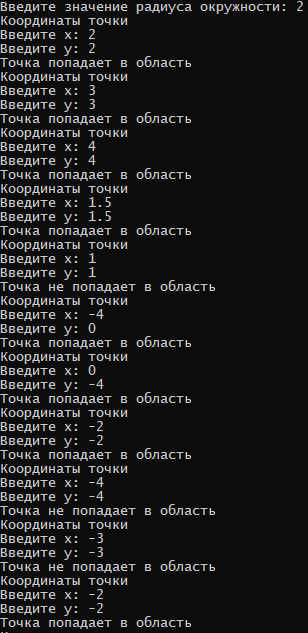 Введите значение радиуса окружности: 2
Координаты точки
Введите x: 2
Введите y: 2
Точка попадает в область
Координаты точки
Введите x: 3
Введите y: 3
Точка попадает в область
Координаты точки
Введите x: 4
Введите y: 4
Точка попадает в область
Координаты точки
Введите x: 1.5
Введите y: 1.5
Точка попадает в область
Координаты точки
Введите x: 1
Введите y: 1
Точка не попадает в область
Координаты точки
Введите x: -4
Введите y: 0
Точка попадает в область
Координаты точки
Введите x: 0
Введите y: -4
Точка попадает в область
Координаты точки
Введите x: -2
Введите y: -2
Точка попадает в область
Координаты точки
Введите x: -4
Введите y: -4
Точка не попадает в область
Координаты точки
Введите x: -3
Введите y: -3
Точка не попадает в область
Координаты точки
Введите x: -2
Введите y: -2
Точка попадает в область